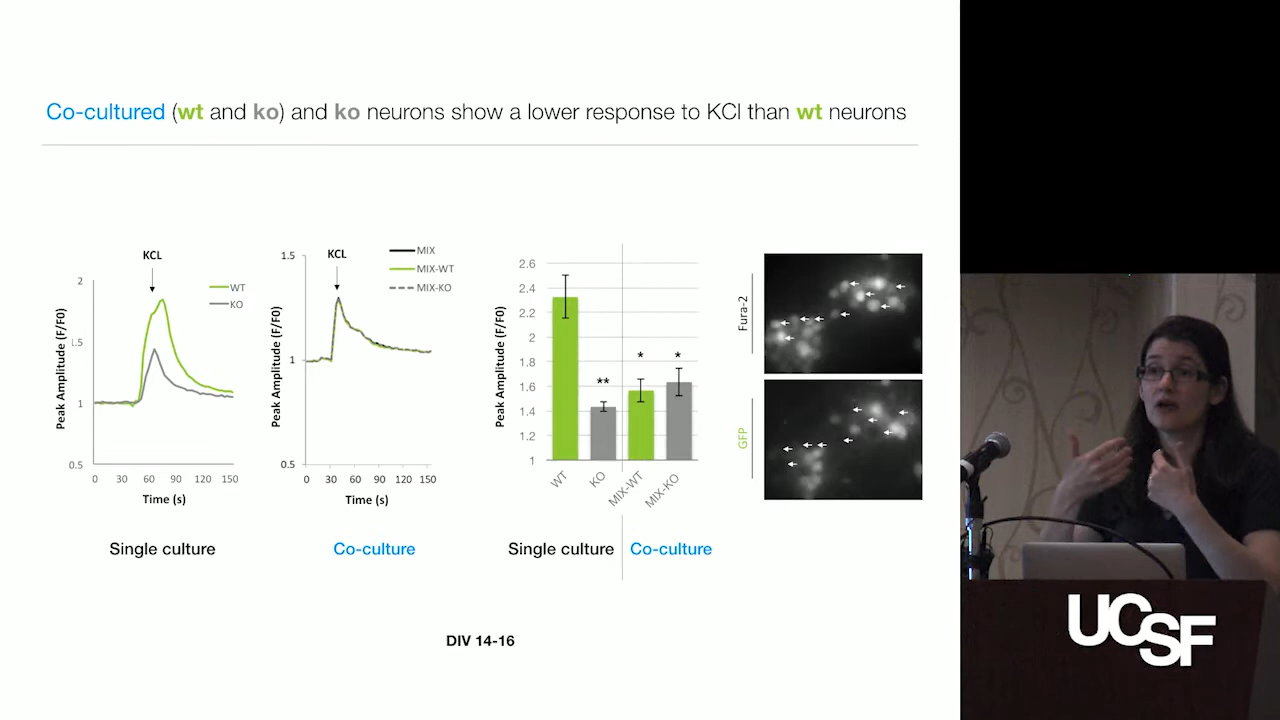 Co-cultured (wt and ko) and ko neurons show a lower response to KCl than wt neurons
KCL
2
1.5
1
0.5
Peak Amplitude (F/F0)
WT
KO
0 30 60 90 120 150
Time (s)
Single culture
KCL
1.5
1
0.5
Peak Amplitude (F/F0)
MIX
MIX-WT
MIX-KO
0 30 60 90 120 150
Time (s)
Co-culture
2.6
2.4
2.2
2
1.8
1.6
1.4
1.2
1
Peak Amplitude (F/F0)
**
*
*
WT
KO
MIX-WT
MIX-KO
Single culture
Co-culture
Fura-2
GFP
DIV 14-16
UCSF